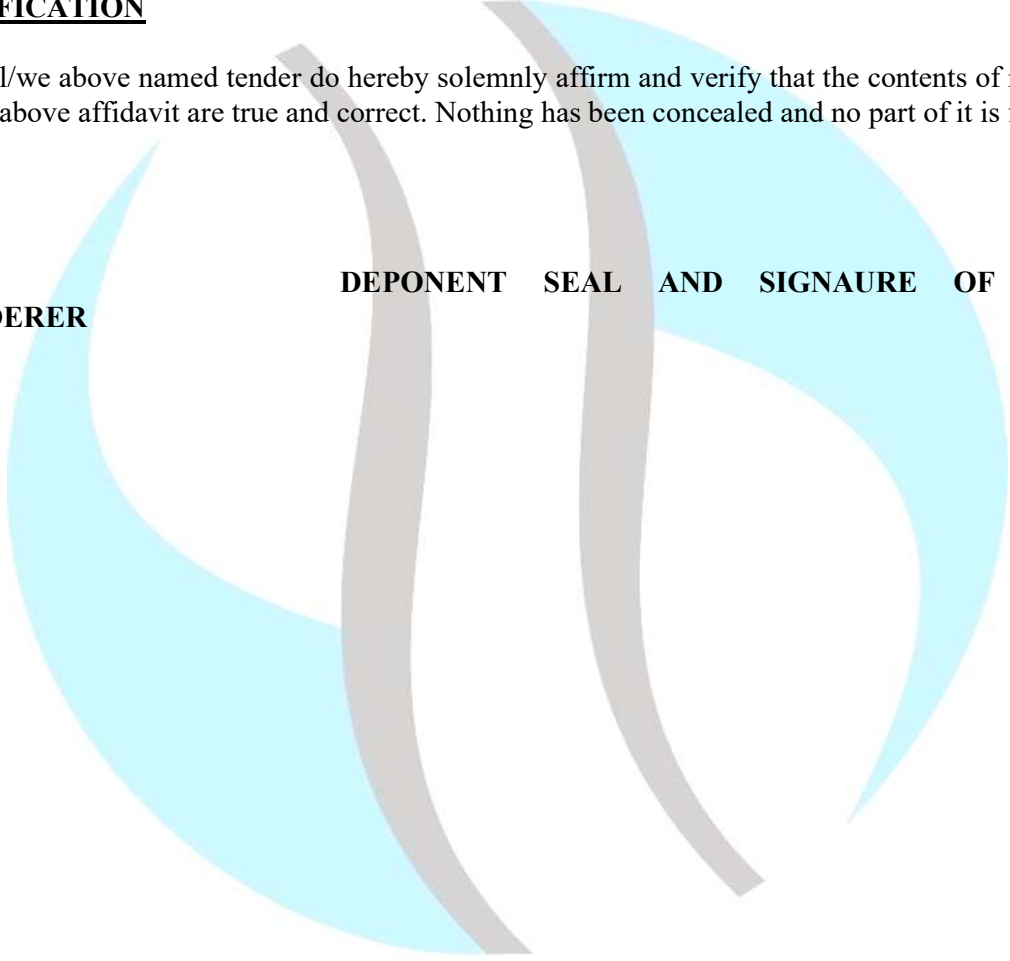 FICATION
l/we above named tender do hereby solemnly affirm and verify that the contents of
above affidavit are true and correct. Nothing has been concealed and no part of it is
DEPONENT SEAL AND SIGNAURE OF
DERER